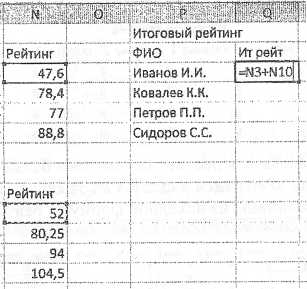 N O P Q
Итоговый рейтинг
Рейтинг ФИО Ит рейт
47,6 Иванов И.И. =N3+N10
78,4 Ковалев К.К.
77 Петров П.П.
88,8 Сидоров С.С.
Рейтинг
52
80,25
94
104,5